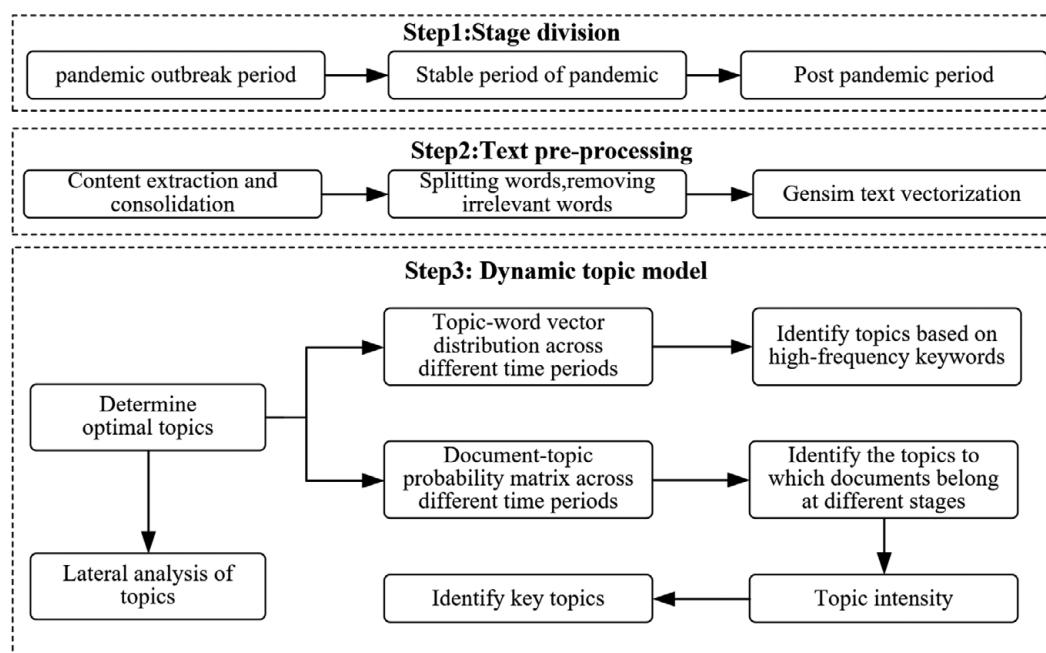 Step1:Stage division
pandemic outbreak period
Stable period of pandemic
Post pandemic period
Step2:Text pre-processing
Content extraction and
consolidation
Splitting words,removing
irrelevant words
Gensim text vectorization
Step3: Dynamic topic model
Topic-word vector
distribution across
different time periods
Identify topics based on
high-frequency keywords
Determine
optimal topics
Document-topic
probability matrix across
different time periods
Identify the topics to
which documents belong
at different stages
Lateral analysis of
topics
Identify key topics
Topic intensity